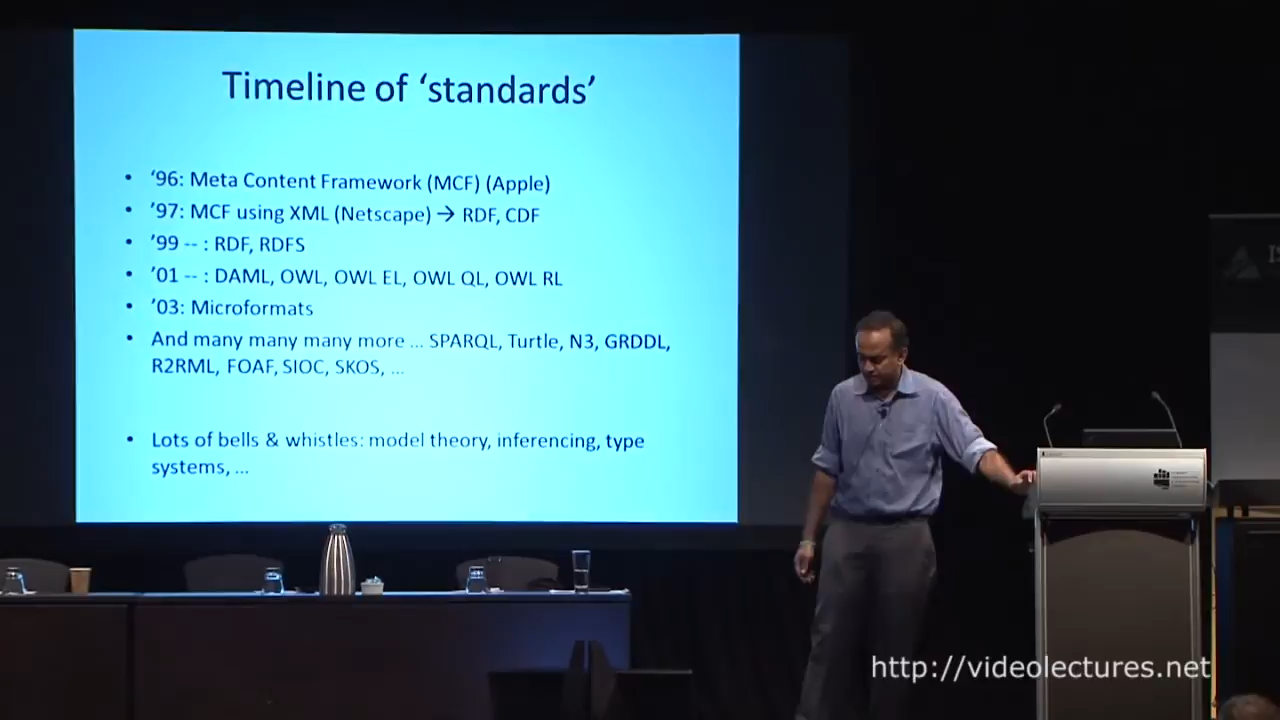 Timeline of ‘standards’
• ‘96: Meta Content Framework (MCF) (Apple)
• ’97: MCF using XML (Netscape) → RDF, CDF
• ’99 -- : RDF, RDFS
• ’01 -- : DAML, OWL, OWL EL, OWL QL, OWL RL
• ’03: Microformats
• And many many many more ... SPARQL, Turtle, N3, GRDDL,
R2RML, FOAF, SIOC, SKOS, ...
• Lots of bells & whistles: model theory, inferencing, type
systems, ...
http://videolectures.net